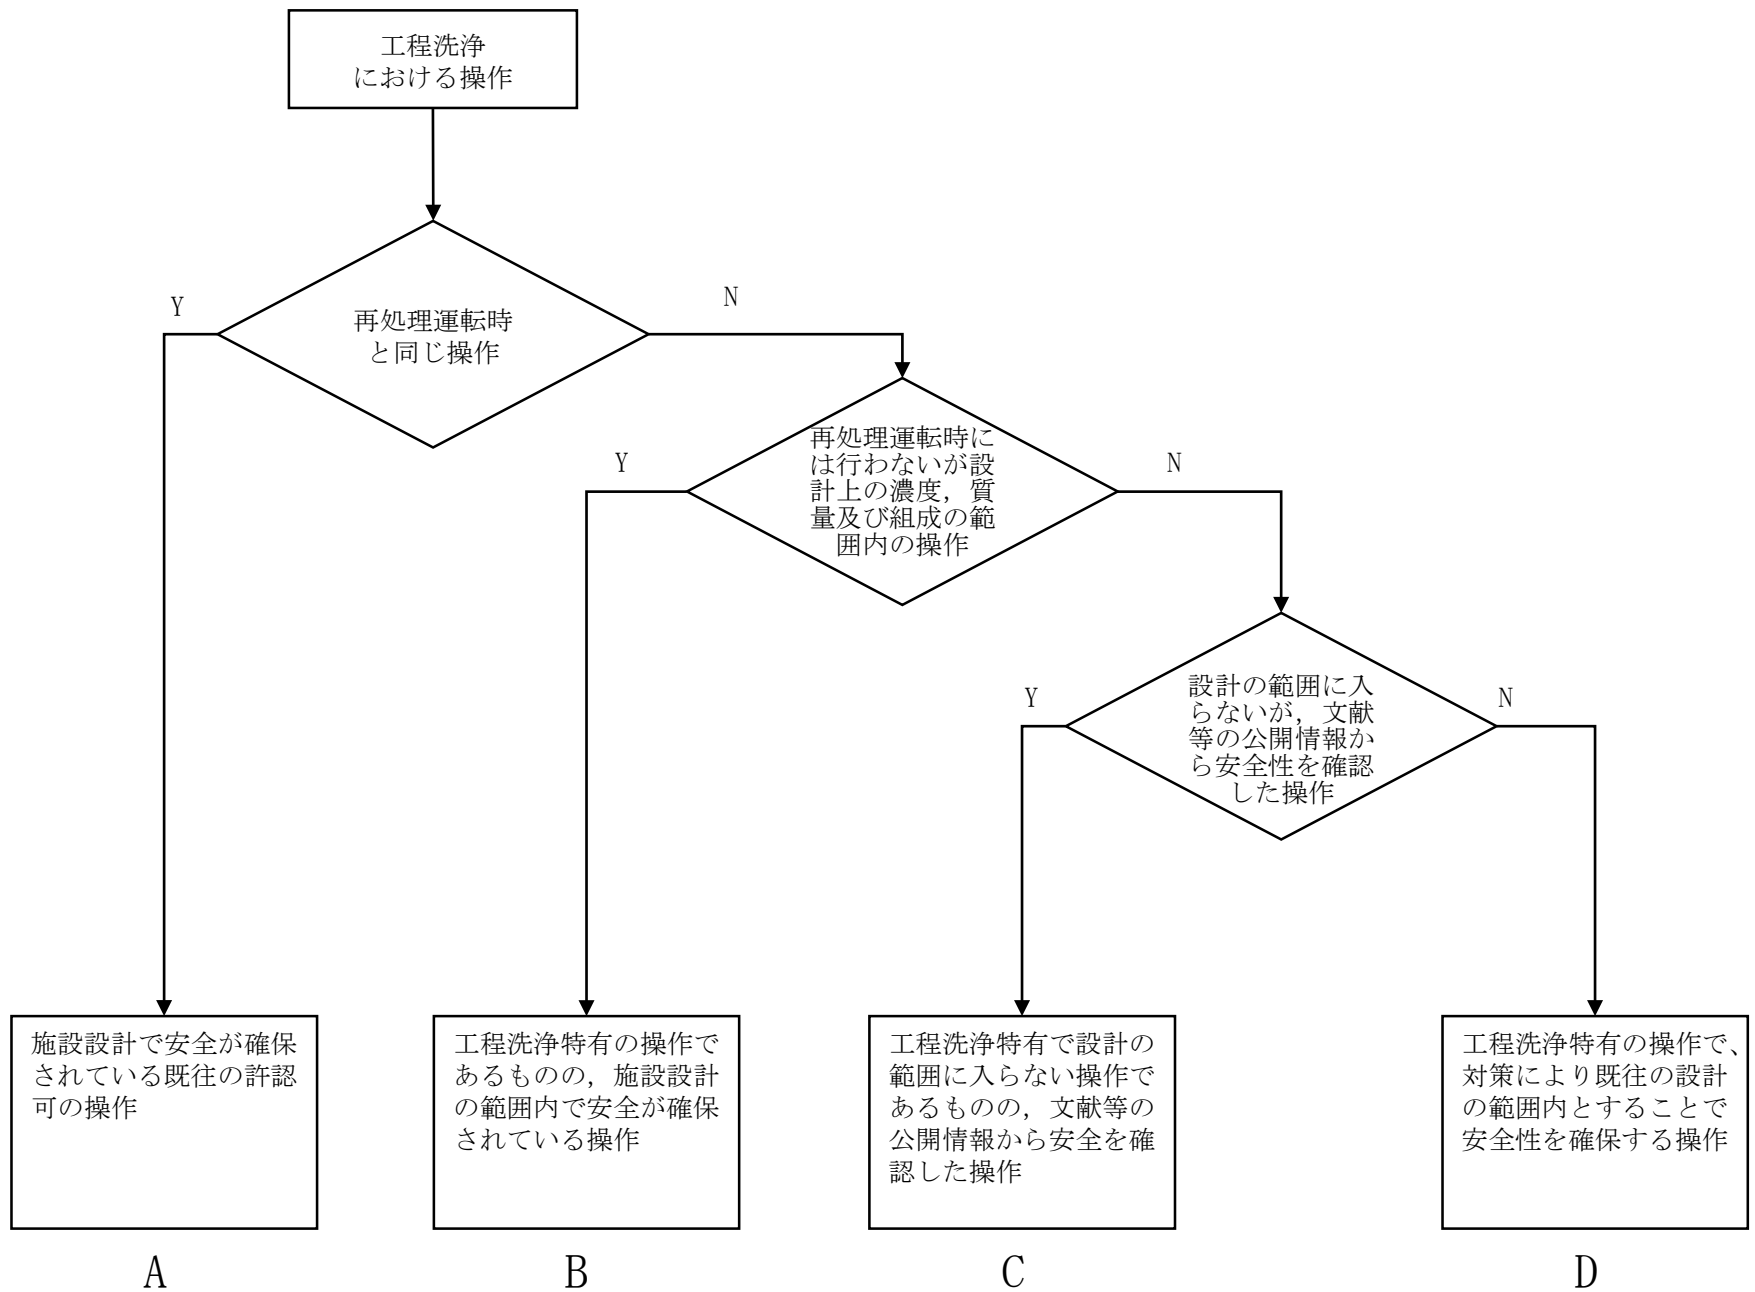 工程洗浄
における操作
Y
N
再処理運転時
と同じ操作
Y
N
再処理運転時に
は行わないが設
計上の濃度，質
量及び組成の範
囲内の操作
Y
N
設計の範囲に入
らないが，文献
等の公開情報か
ら安全性を確認
した操作
施設設計で安全が確保
されている既往の許認
可の操作
工程洗浄特有の操作で
あるものの，施設設計
の範囲内で安全が確保
されている操作
工程洗浄特有で設計の
範囲に入らない操作で
あるものの，文献等の
公開情報から安全を確
認した操作
工程洗浄特有の操作で、
対策により既往の設計
の範囲内とすることで
安全性を確保する操作
A
B
C
D